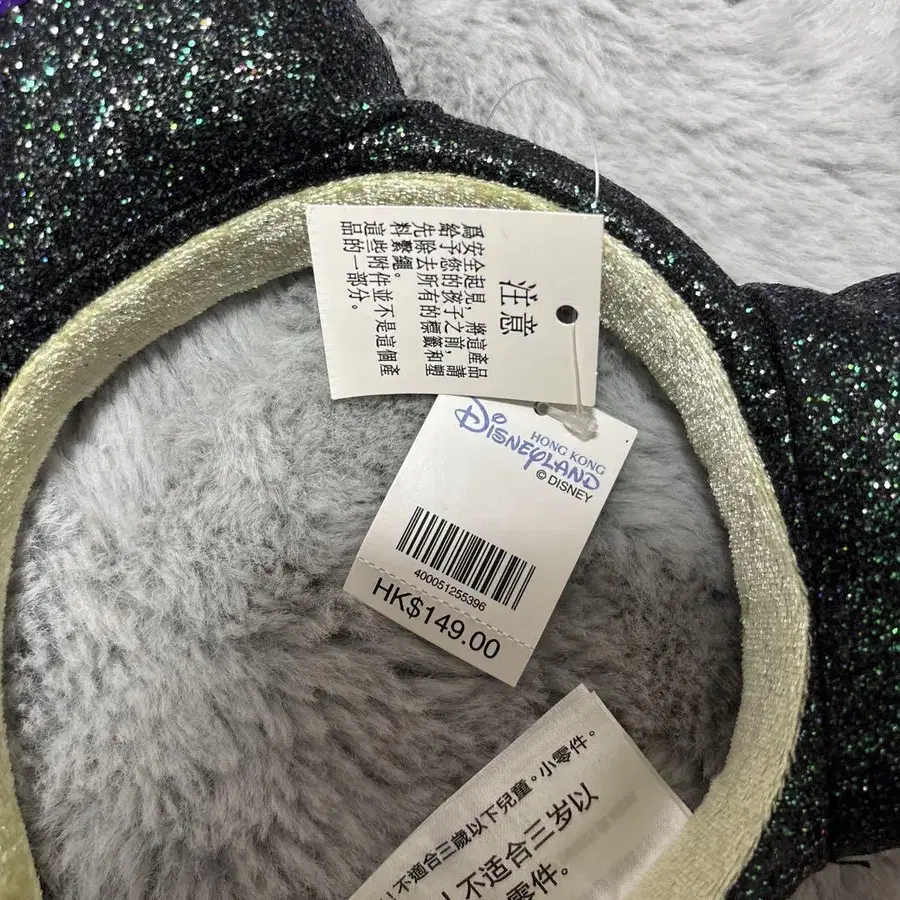 注意
爲安全起見，將這產品
給予您的孩子之前，請
先除去所有的標籤和塑
料繫繩。
這些附件並不是這個產
品的一部分。
HONG KONG
DISNEYLAND
© DISNEY
400051255396
HK$149.00
不適合三歲以下兒童。小零件。
不适合三岁以
零件。